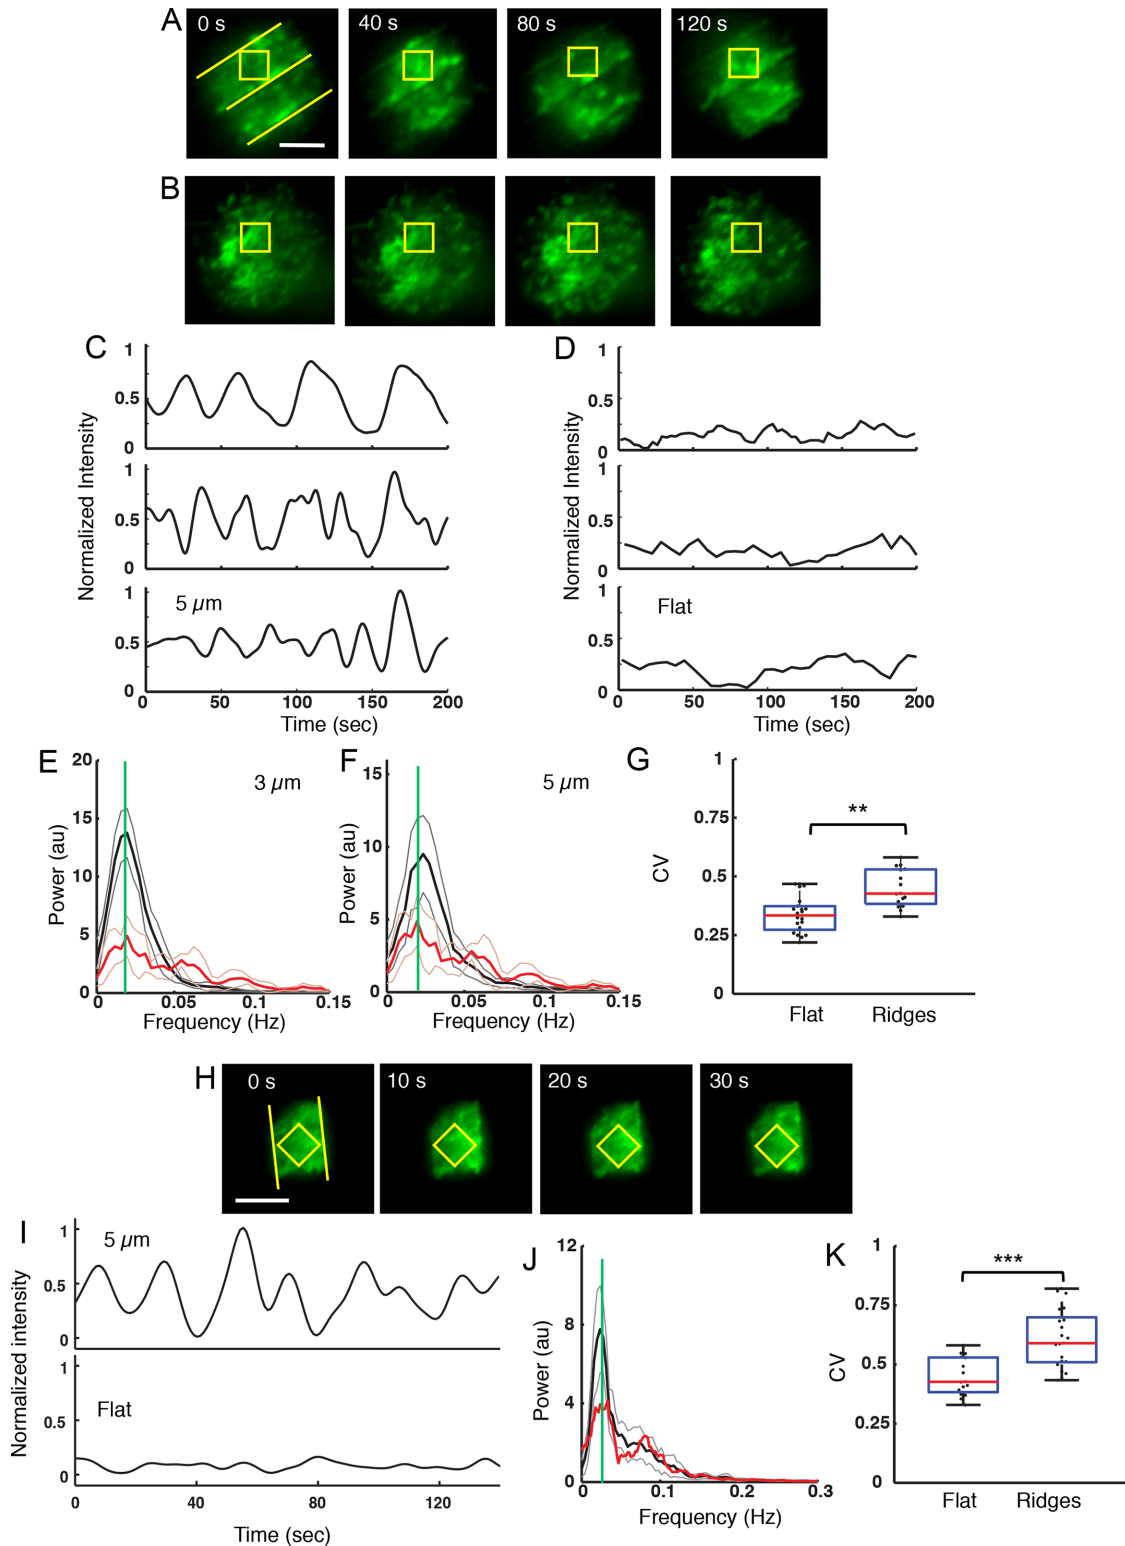 A
0 s
40 s
80 s
120 s
B
C
1
0.5
0
1
0.5
0
1
5 µm
0.5
0
0
50
100
150
200
Time (sec)
Normalized Intensity
D
1
0.5
0
1
0.5
0
1
Flat
0.5
0
0
50
100
150
200
Time (sec)
Normalized Intensity
E
20
15
10
5
0
3 µm
Power (au)
0
0.05
0.1
0.15
Frequency (Hz)
F
15
10
5
0
5 µm
Power (au)
0
0.05
0.1
0.15
Frequency (Hz)
G
1
0.75
0.5
0.25
0
**
CV
Flat
Ridges
H
0 s
10 s
20 s
30 s
I
1
5 µm
0.5
0
1
Flat
0.5
0
0
40
80
120
Time (sec)
Normalized intensity
J
12
8
4
0
Power (au)
0
0.1
0.2
0.3
Frequency (Hz)
K
1
0.75
0.5
0.25
0
***
CV
Flat
Ridges